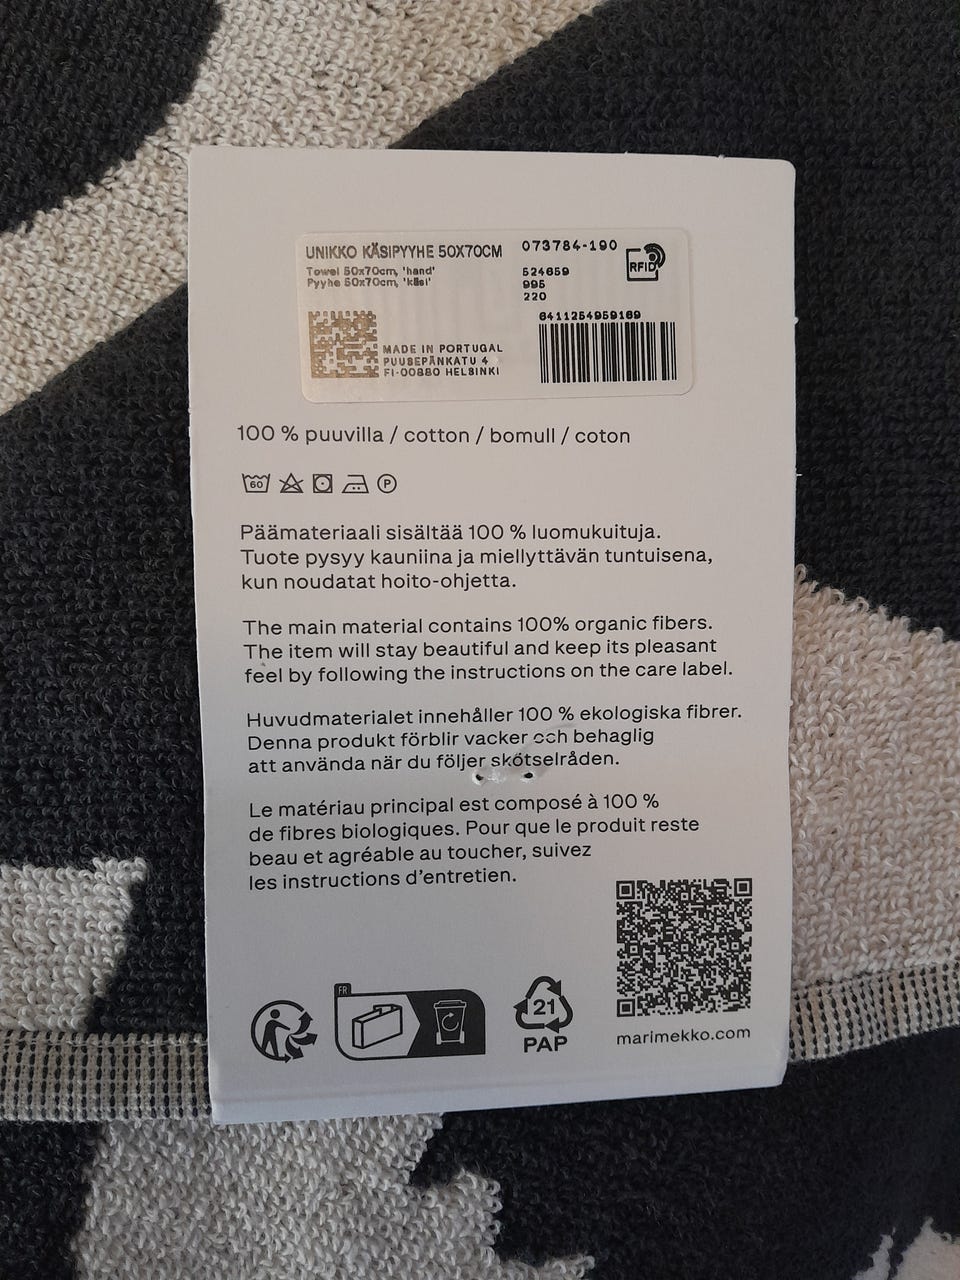 UNIKKO KÄSIPYYHE 50X70CM
Towel 50x70cm, 'hand'
Pyyhe 50x70cm, 'käsi'
073784-190
524659
995
220
RFID
6411254959169
MADE IN PORTUGAL
PUUSEPÄNKATU 4
FI-00880 HELSINKI
100 % puuvilla / cotton / bomull / coton
60
P
Päämateriaali sisältää 100 % luomukuituja.
Tuote pysyy kauniina ja miellyttävän tuntuisena,
kun noudatat hoito-ohjetta.
The main material contains 100% organic fibers.
The item will stay beautiful and keep its pleasant
feel by following the instructions on the care label.
Huvudmaterialet innehåller 100 % ekologiska fibrer.
Denna produkt förblir vacker och behaglig
att använda när du följer skötselråden.
Le matériau principal est composé à 100 %
de fibres biologiques. Pour que le produit reste
beau et agréable au toucher, suivez
les instructions d'entretien.
FR
21
PAP
marimekko.com